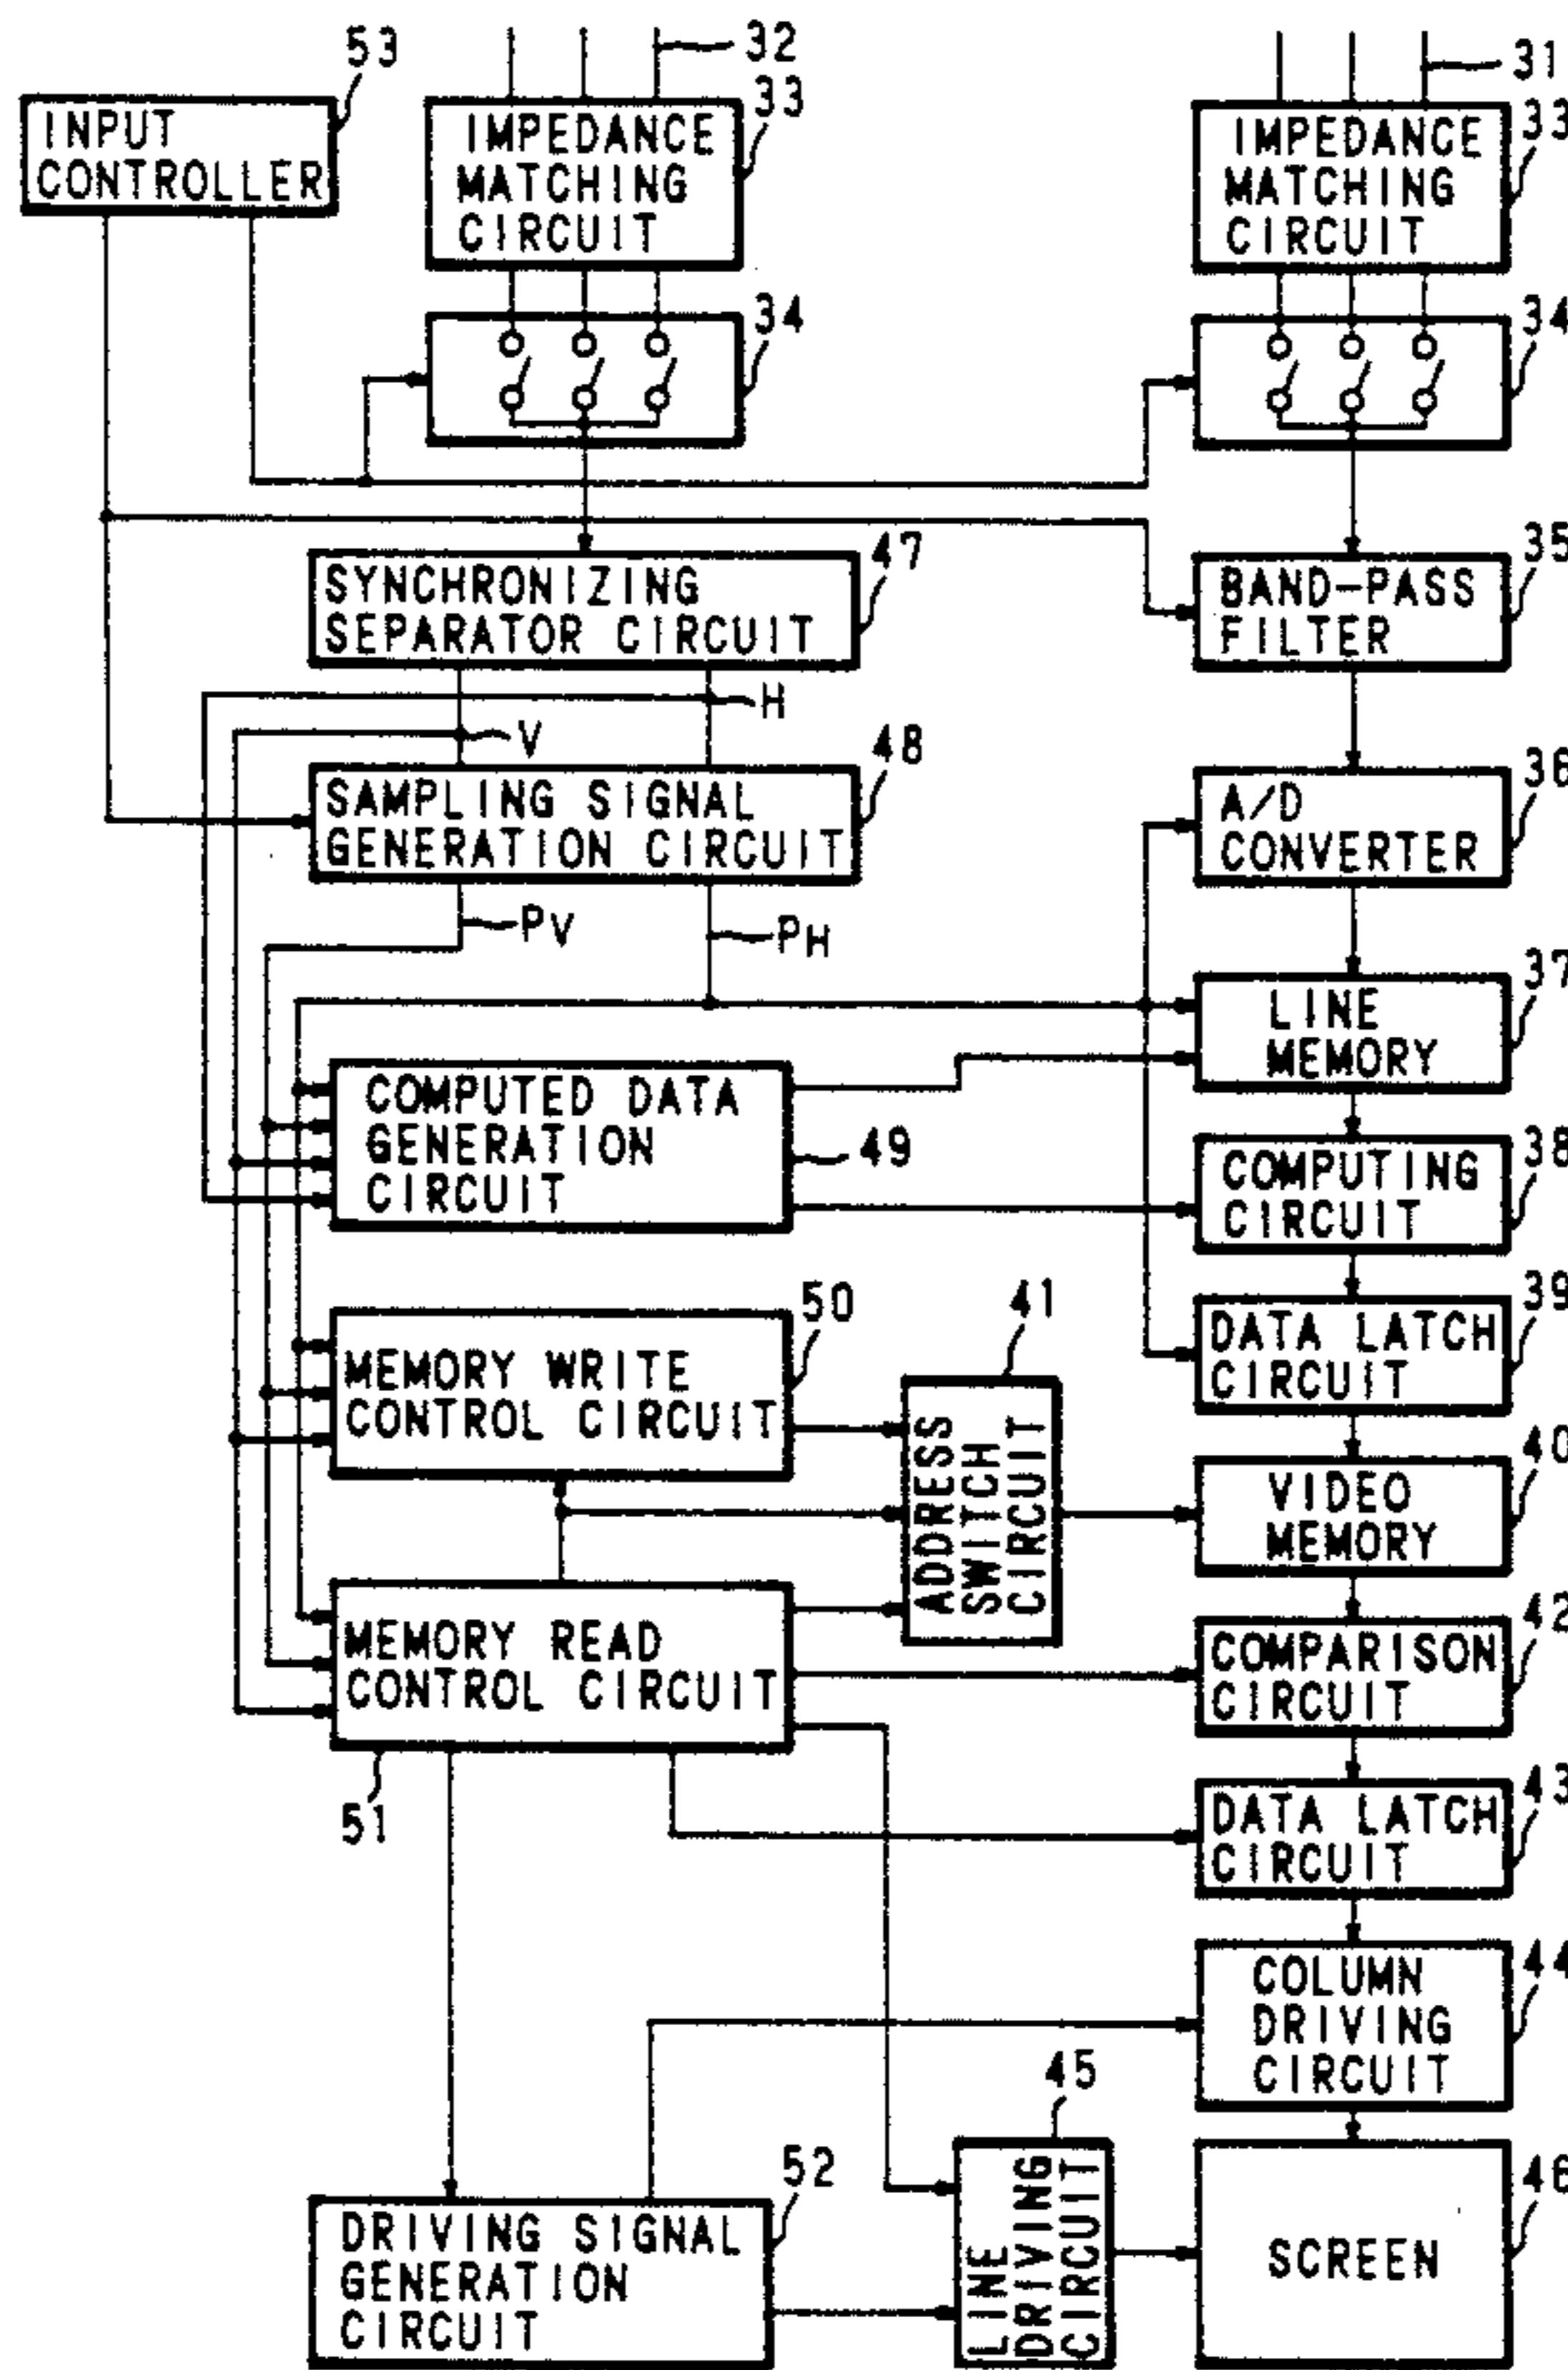 53
32
31
INPUT
CONTROLLER
33
IMPEDANCE
MATCHING
CIRCUIT
33
IMPEDANCE
MATCHING
CIRCUIT
34
34
47
SYNCHRONIZING
SEPARATOR CIRCUIT
35
BAND-PASS
FILTER
H
V
48
SAMPLING SIGNAL
GENERATION CIRCUIT
36
A/D
CONVERTER
PV
PH
37
LINE
MEMORY
COMPUTED DATA
GENERATION
CIRCUIT
49
38
COMPUTING
CIRCUIT
50
MEMORY WRITE
CONTROL CIRCUIT
41
ADDRESS
SWITCH
CIRCUIT
39
DATA LATCH
CIRCUIT
40
VIDEO
MEMORY
MEMORY READ
CONTROL CIRCUIT
51
42
COMPARISON
CIRCUIT
43
DATA LATCH
CIRCUIT
44
COLUMN
DRIVING
CIRCUIT
45
LINE
DRIVING
CIRCUIT
52
DRIVING SIGNAL
GENERATION
CIRCUIT
46
SCREEN